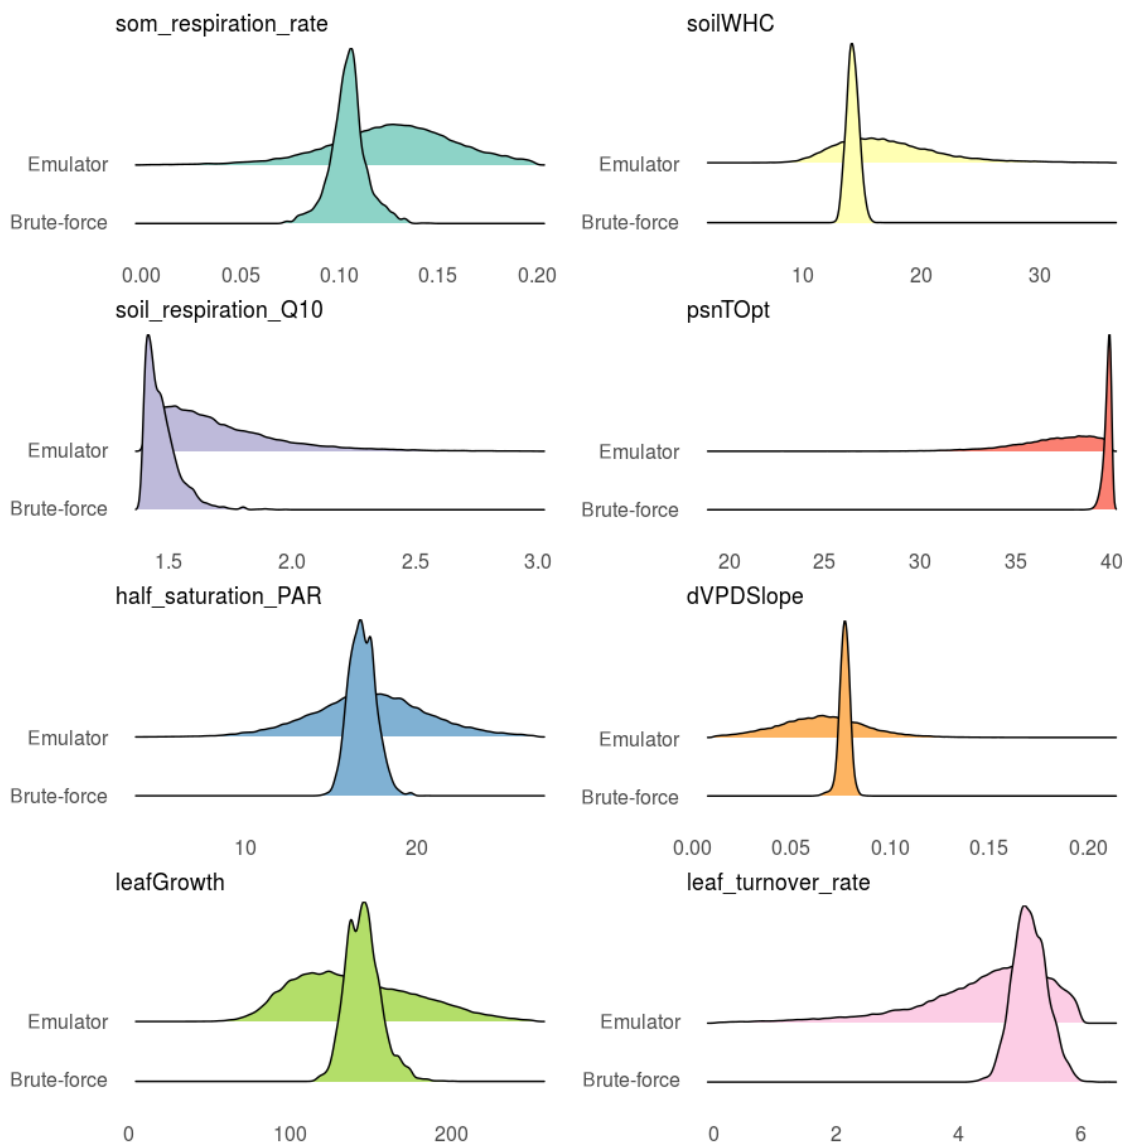 som_respiration_rate
Emulator
Brute-force
0.00 0.05 0.10 0.15 0.20
soilWHC
Emulator
Brute-force
10 20 30
soil_respiration_Q10
Emulator
Brute-force
1.5 2.0 2.5 3.0
psnTOpt
Emulator
Brute-force
20 25 30 35 40
half_saturation_PAR
Emulator
Brute-force
10 20
dVPDSlope
Emulator
Brute-force
0.00 0.05 0.10 0.15 0.20
leafGrowth
Emulator
Brute-force
0 100 200
leaf_turnover_rate
Emulator
Brute-force
0 2 4 6